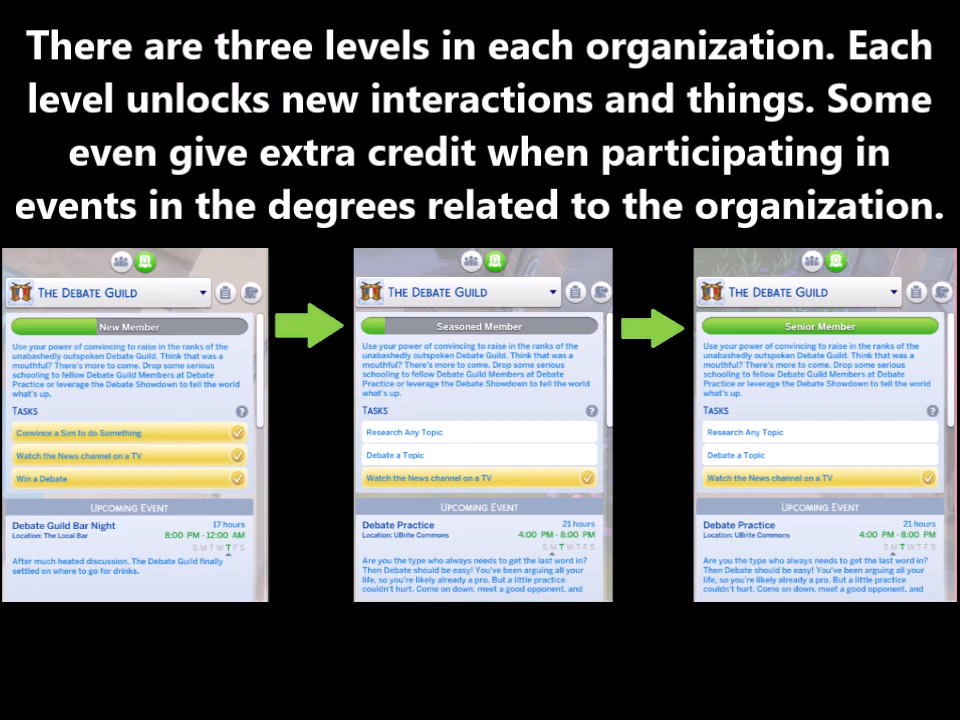 There are three levels in each organization. Each
level unlocks new interactions and things. Some
even give extra credit when participating in
events in the degrees related to the organization.
THE DEBATE GUILD
New Member
Use your power of convincing to raise in the ranks of the
unabashedly outspoken Debate Guild. Think that was a
mouthful? There's more to come. Drop some serious
schooling to fellow Debate Guild Members at Debate
Practice or leverage the Debate Showdown to tell the world
what's up.
TASKS
?
Convince a Sim to do Something
Watch the News channel on a TV
Win a Debate
UPCOMING EVENT
Debate Guild Bar Night 17 hours
Location: The Local Bar 8:00 PM - 12:00 AM
S M T W T F S
After much heated discussion, The Debate Guild finally
settled on where to go for drinks.
THE DEBATE GUILD
Seasoned Member
Use your power of convincing to raise in the ranks of the
unabashedly outspoken Debate Guild. Think that was a
mouthful? There's more to come. Drop some serious
schooling to fellow Debate Guild Members at Debate
Practice or leverage the Debate Showdown to tell the world
what's up.
TASKS
?
Research Any Topic
Debate a Topic
Watch the News channel on a TV
UPCOMING EVENT
Debate Practice 21 hours
Location: UBrite Commons 4:00 PM - 8:00 PM
S M T W T F S
Are you the type who always needs to get the last word in?
Then Debate should be easy! You've been arguing all your
life, so you're likely already a pro. But a little practice
couldn't hurt. Come on down, meet a good opponent, and
THE DEBATE GUILD
Senior Member
Use your power of convincing to raise in the ranks of the
unabashedly outspoken Debate Guild. Think that was a
mouthful? There's more to come. Drop some serious
schooling to fellow Debate Guild Members at Debate
Practice or leverage the Debate Showdown to tell the world
what's up.
TASKS
?
Research Any Topic
Debate a Topic
Watch the News channel on a TV
UPCOMING EVENT
Debate Practice 21 hours
Location: UBrite Commons 4:00 PM - 8:00 PM
S M T W T F S
Are you the type who always needs to get the last word in?
Then Debate should be easy! You've been arguing all your
life, so you're likely already a pro. But a little practice
couldn't hurt. Come on down, meet a good opponent, and